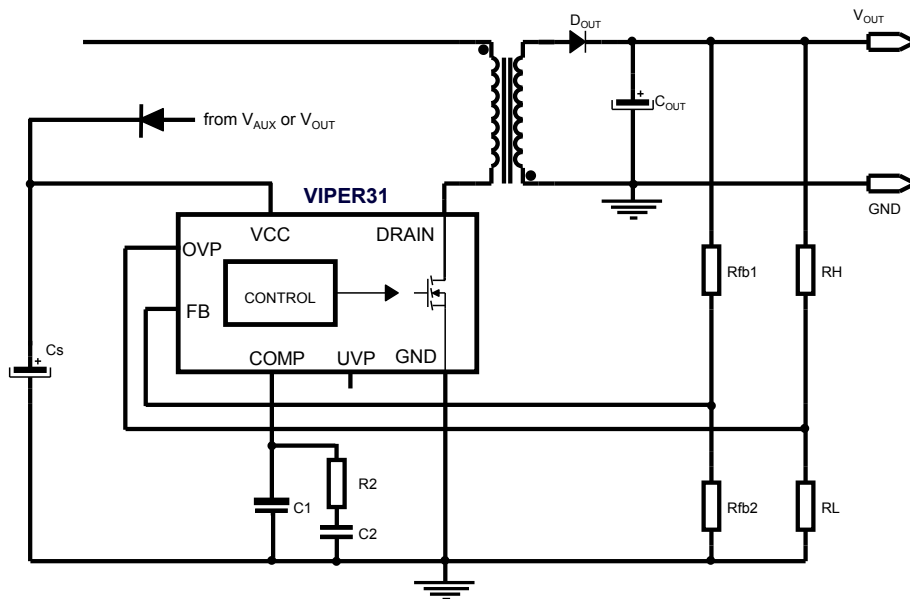 DOUT
VOUT
+
COUT
from VAUX or VOUT
VIPER31
GND
VCC
DRAIN
OVP
CONTROL
FB
Rfb1
RH
COMP
UVP
GND
Cs
+
R2
C1
C2
Rfb2
RL